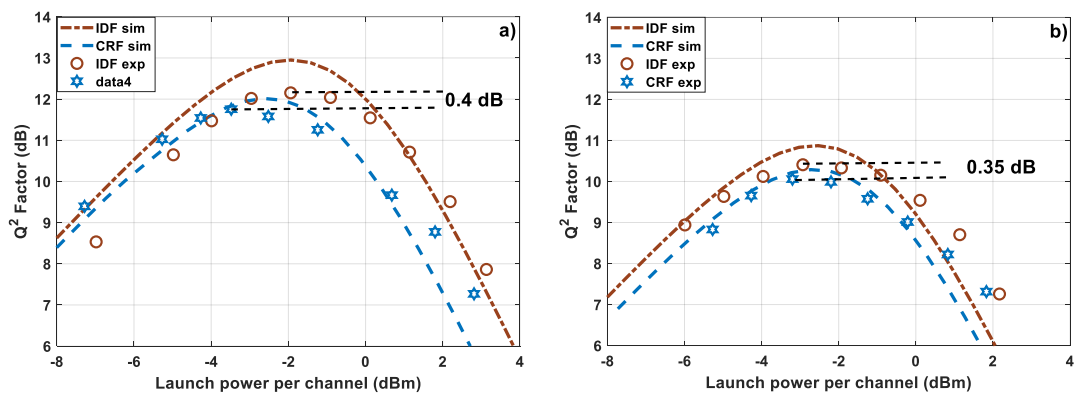 14
13
12
11
10
9
8
7
6
-8
-6
-4
-2
0
2
4
Q² Factor (dB)
Launch power per channel (dBm)
IDF sim
CRF sim
IDF exp
data4
a)
0.4 dB
14
13
12
11
10
9
8
7
6
-8
-6
-4
-2
0
2
4
Q² Factor (dB)
Launch power per channel (dBm)
IDF sim
CRF sim
IDF exp
CRF exp
b)
0.35 dB